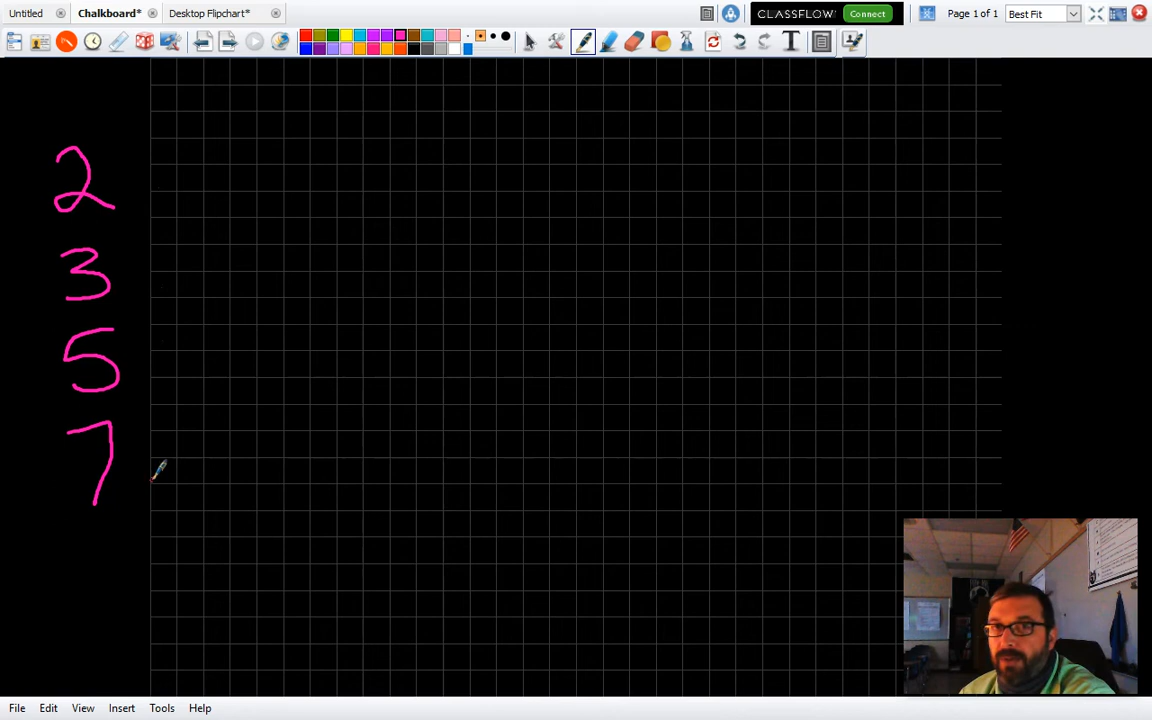 Untitled
Chalkboard*
Desktop Flipchart*
CLASSFLOW
Connect
Page 1 of 1
Best Fit
2
3
5
7
File Edit View Insert Tools Help